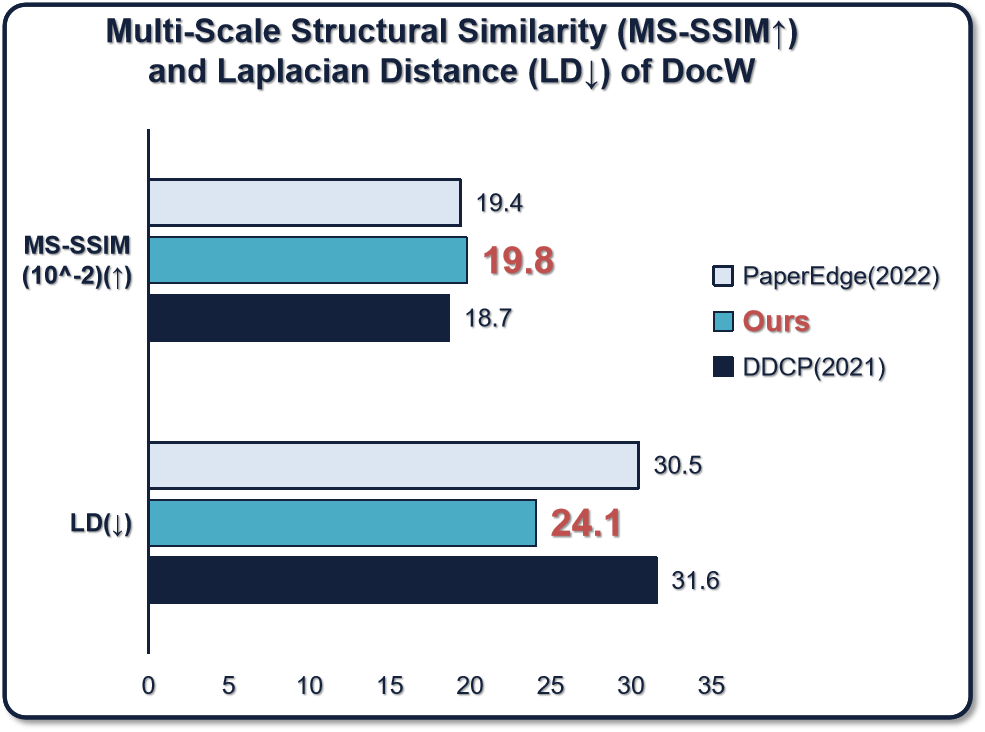 Multi-Scale Structural Similarity (MS-SSIM↑)
and Laplacian Distance (LD↓) of DocW
MS-SSIM
(10^-2)(↑)
19.4
19.8
18.7
PaperEdge(2022)
Ours
DDCP(2021)
LD(↓)
30.5
24.1
31.6
0 5 10 15 20 25 30 35